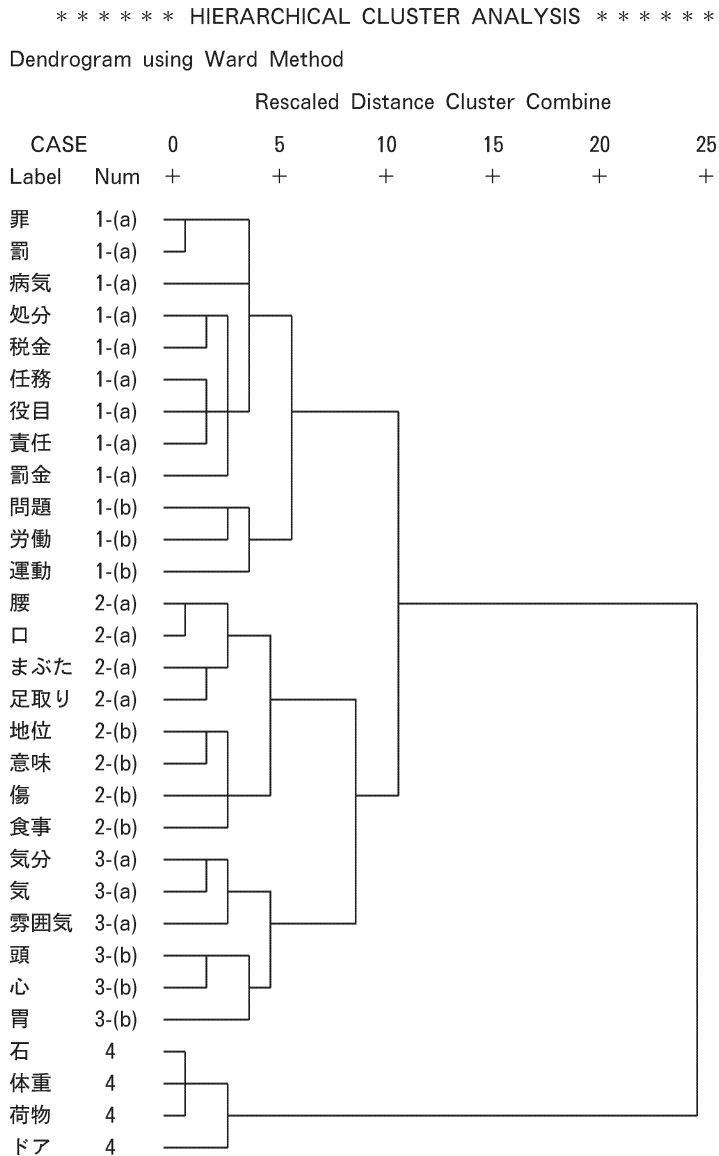 ＊＊＊＊＊＊ HIERARCHICAL CLUSTER ANALYSIS ＊＊＊＊＊＊
Dendrogram using Ward Method
Rescaled Distance Cluster Combine
CASE 0 5 10 15 20 25
Label Num + + + + + +
罪 1-(a)
罰 1-(a)
病気 1-(a)
処分 1-(a)
税金 1-(a)
任務 1-(a)
役目 1-(a)
責任 1-(a)
罰金 1-(a)
問題 1-(b)
労働 1-(b)
運動 1-(b)
腰 2-(a)
口 2-(a)
まぶた 2-(a)
足取り 2-(a)
地位 2-(b)
意味 2-(b)
傷 2-(b)
食事 2-(b)
気分 3-(a)
気 3-(a)
雰囲気 3-(a)
頭 3-(b)
心 3-(b)
胃 3-(b)
石 4
体重 4
荷物 4
ドア 4